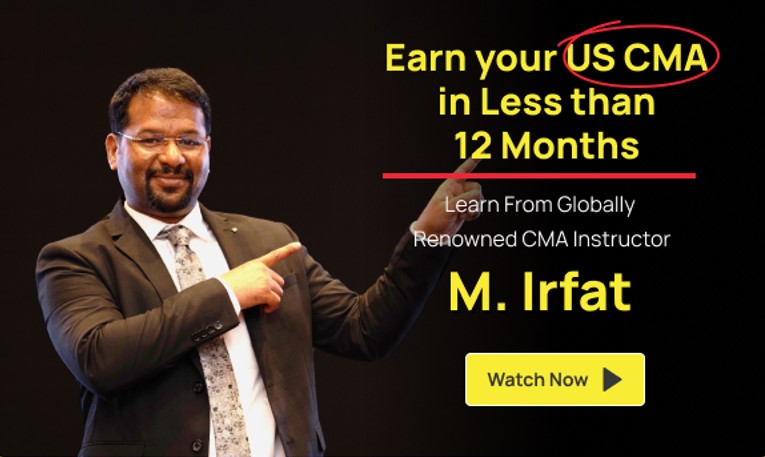 Earn your US CMA
in Less than
12 Months
Learn From Globally
Renowned CMA Instructor
M. Irfat
Watch Now